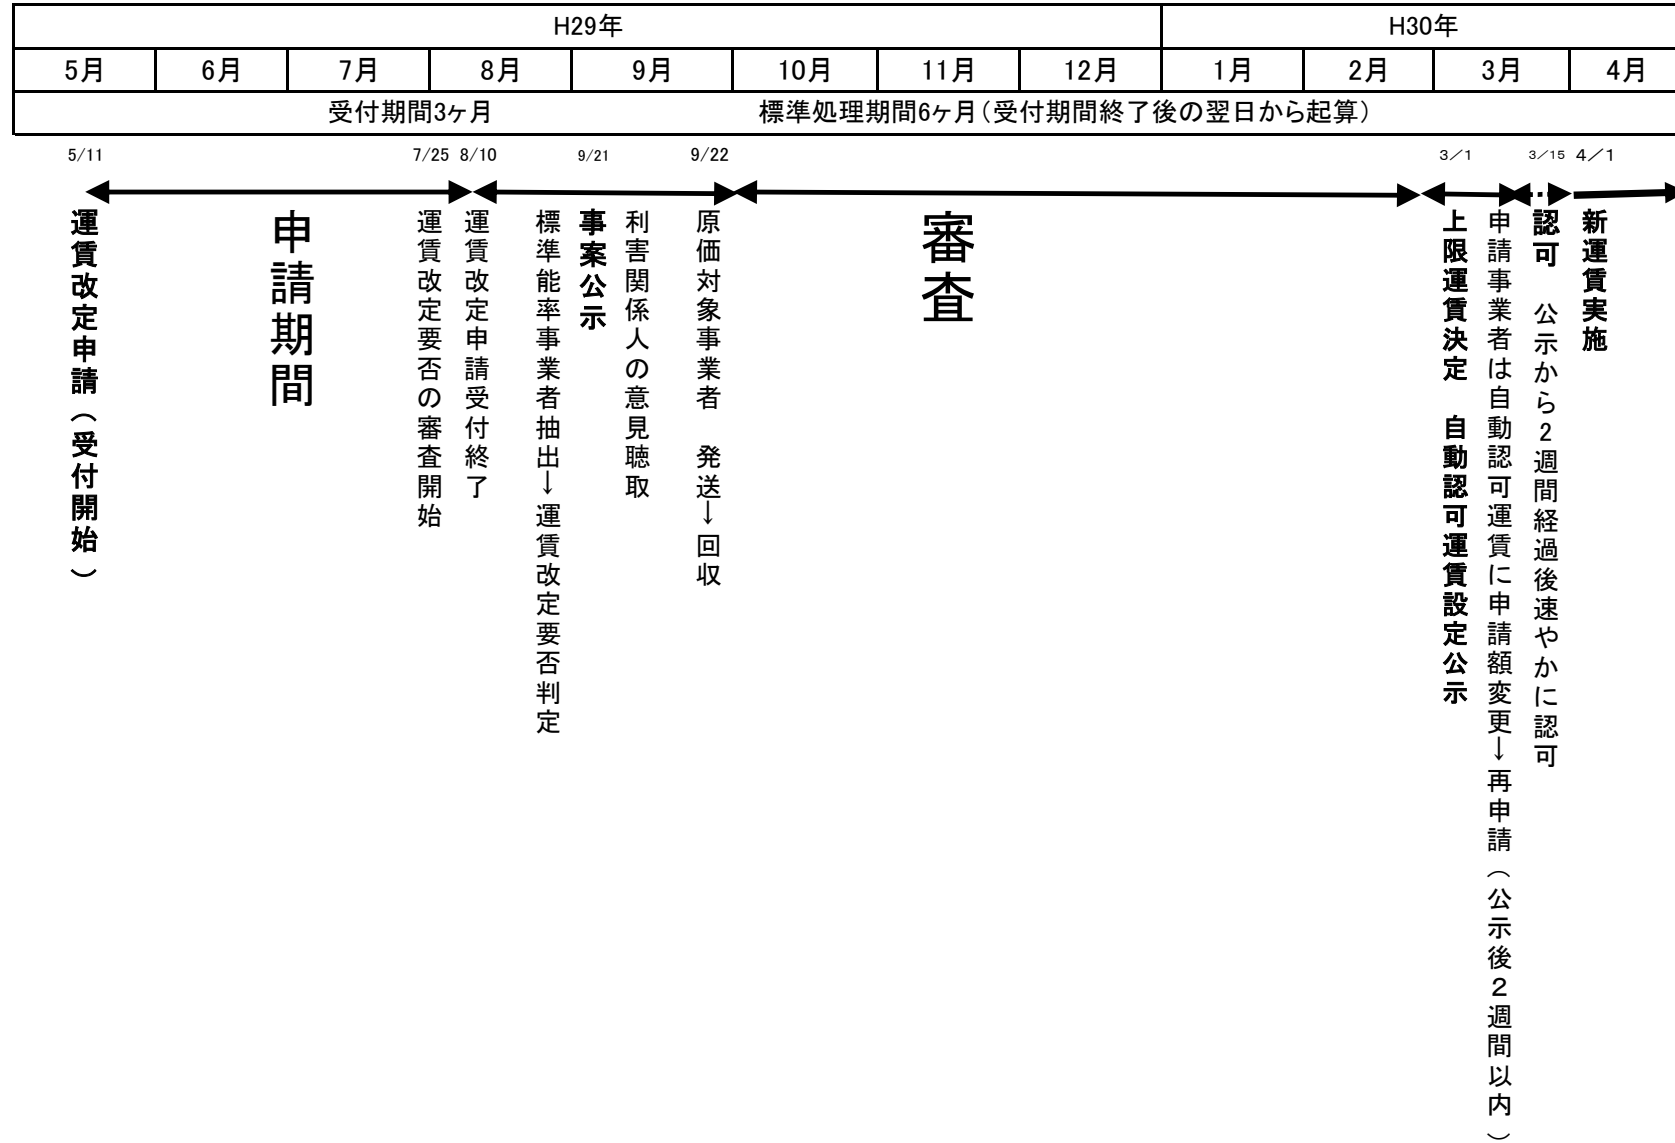 H29年
H30年
5月
6月
7月
8月
9月
10月
11月
12月
1月
2月
3月
4月
受付期間3ヶ月
標準処理期間6ヶ月(受付期間終了後の翌日から起算)
5/11
7/25
8/10
9/21
9/22
3/1
3/15
4/1
運賃改定申請(受付開始)
申請期間
運賃改定要否の審査開始
運賃改定申請受付終了
標準能率事業者抽出→運賃改定要否判定
事案公示
利害関係人の意見聴取
原価対象事業者 発送→回収
審査
上限運賃決定 自動認可運賃設定公示
申請事業者は自動認可運賃に申請額変更→再申請(公示後2週間以内)
認可 公示から2週間経過後速やかに認可
新運賃実施